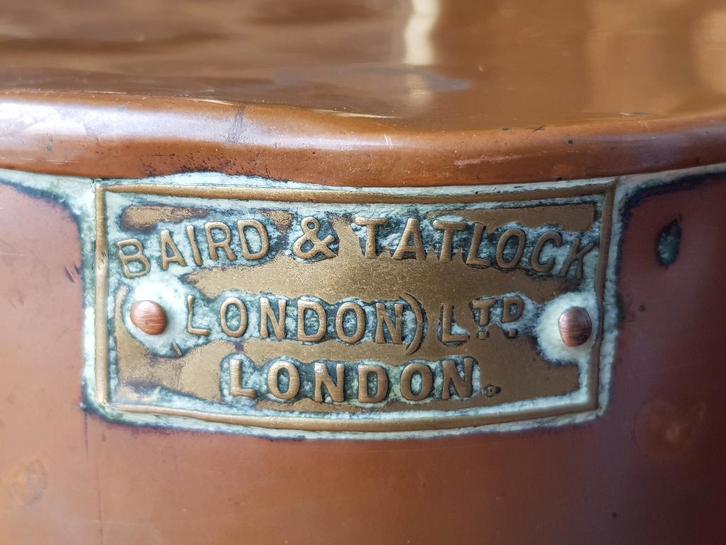 BAIRD & TATLOCK
(LONDON) LTD.
LONDON.